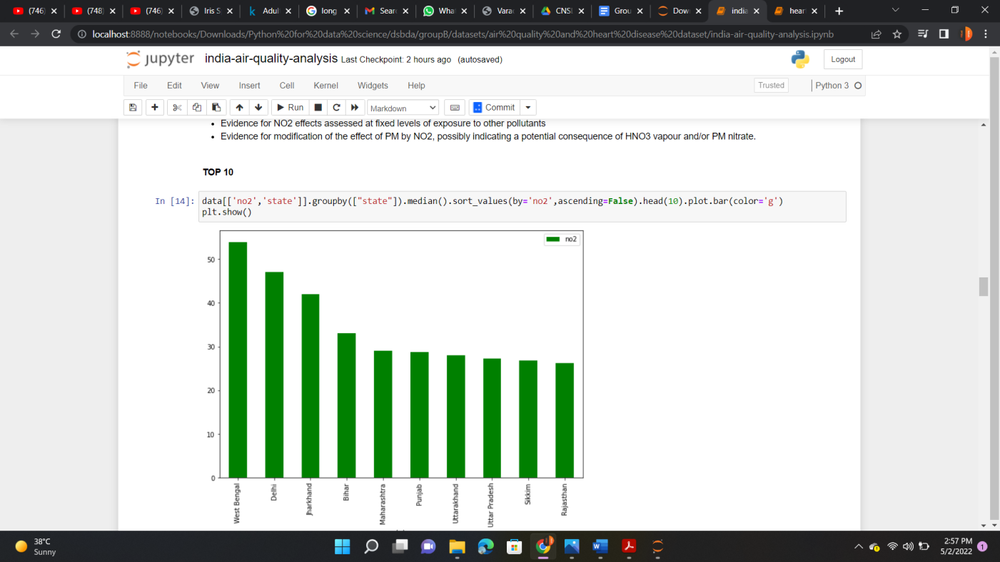 (746)
(748)
(746)
Iris S
Adul
long
Sear
Wha
Varac
CNSL
Grou
Dow
india
hear
localhost:8888/notebooks/Downloads/Python%20for%20data%20science/dsbda/groupB/datasets/air%20quality%20and%20heart%20disease%20dataset/india-air-quality-analysis.ipynb
jupyter india-air-quality-analysis Last Checkpoint: 2 hours ago (autosaved)
Logout
File Edit View Insert Cell Kernel Widgets Help
Trusted
Python 3
Run
Markdown
Commit
• Evidence for NO2 effects assessed at fixed levels of exposure to other pollutants
• Evidence for modification of the effect of PM by NO2, possibly indicating a potential consequence of HNO3 vapour and/or PM nitrate.
TOP 10
In [14]: data[['no2','state']].groupby(["state"]).median().sort_values(by='no2',ascending=False).head(10).plot.bar(color='g')
plt.show()
no2
50
40
30
20
10
0
West Bengal
Delhi
Jharkhand
Bihar
Maharashtra
Punjab
Uttarakhand
Uttar Pradesh
Sikkim
Rajasthan
38°C
Sunny
2:57 PM
5/2/2022
1